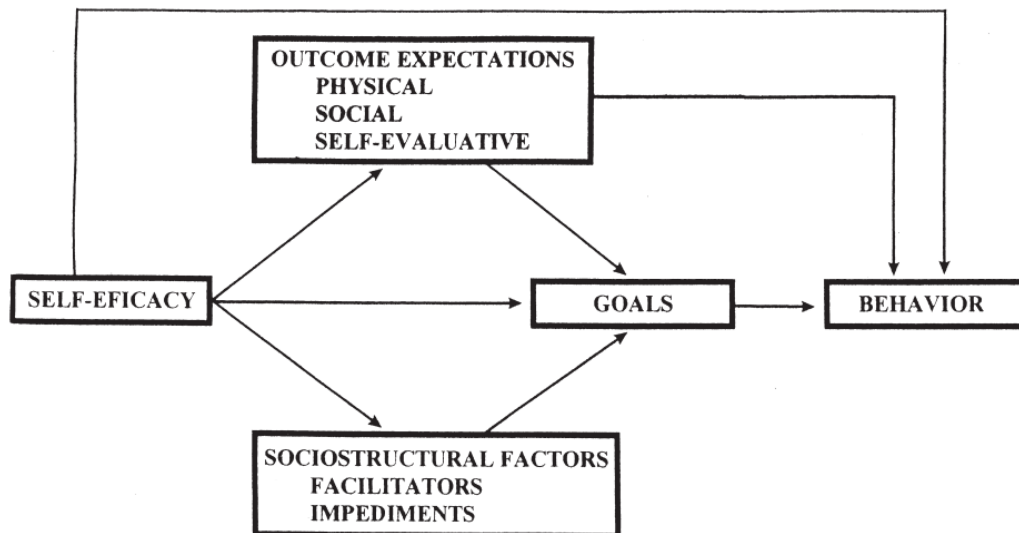 OUTCOME EXPECTATIONS
PHYSICAL
SOCIAL
SELF-EVALUATIVE
SELF-EFICACY
GOALS
BEHAVIOR
SOCIOSTRUCTURAL FACTORS
FACILITATORS
IMPEDIMENTS